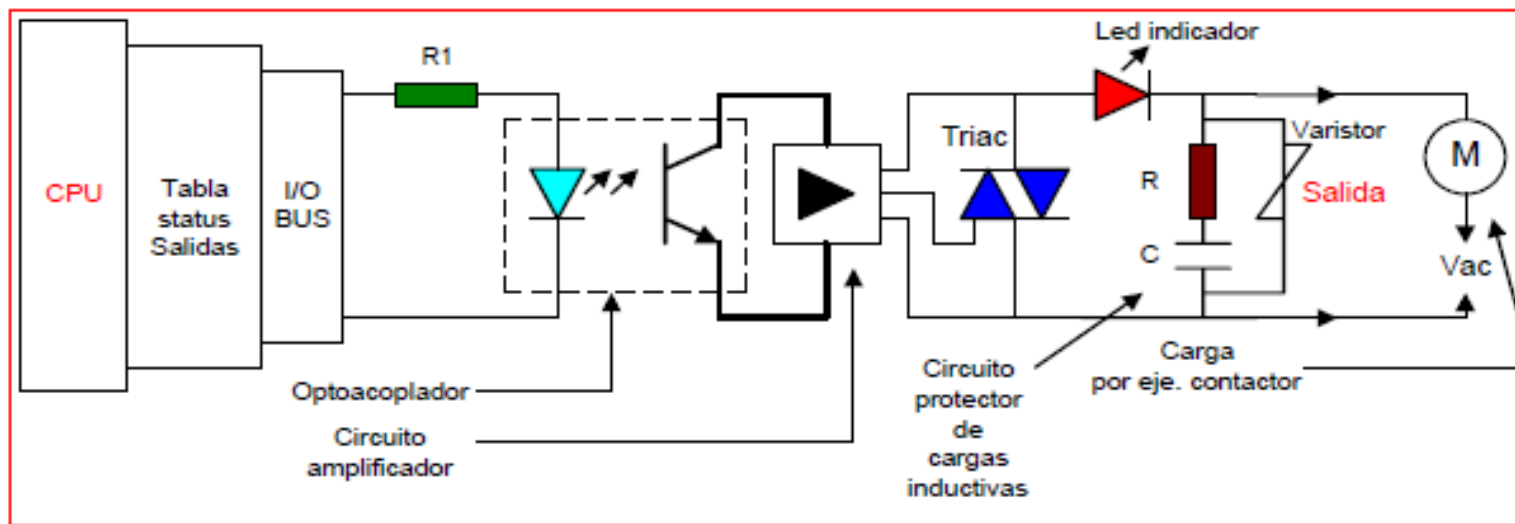 CPU
Tabla
status
Salidas
I/O
BUS
R1
Optoacoplador
Circuito
amplificador
Triac
Led indicador
R
C
Varistor
Salida
M
Vac
Circuito
protector
de
cargas
inductivas
Carga
por eje. contactor